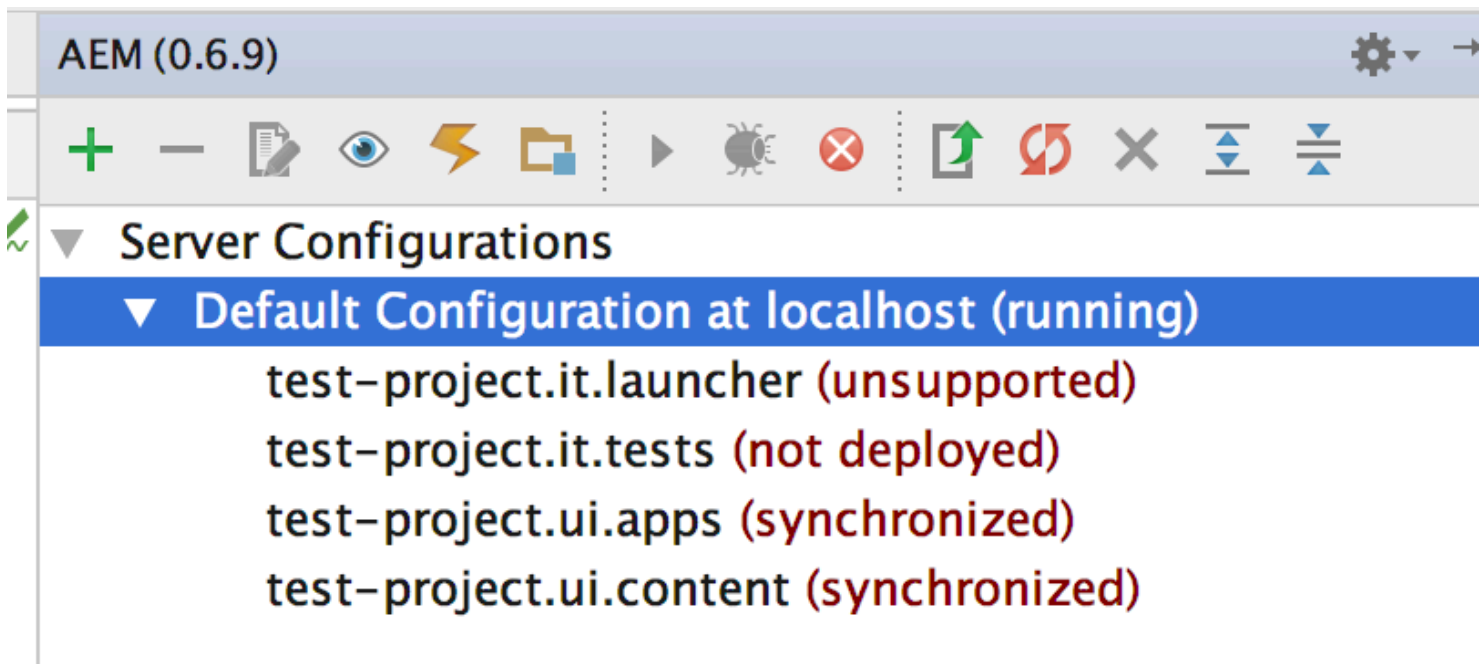 AEM (0.6.9)
Server Configurations
Default Configuration at localhost (running)
test-project.it.launcher (unsupported)
test-project.it.tests (not deployed)
test-project.ui.apps (synchronized)
test-project.ui.content (synchronized)